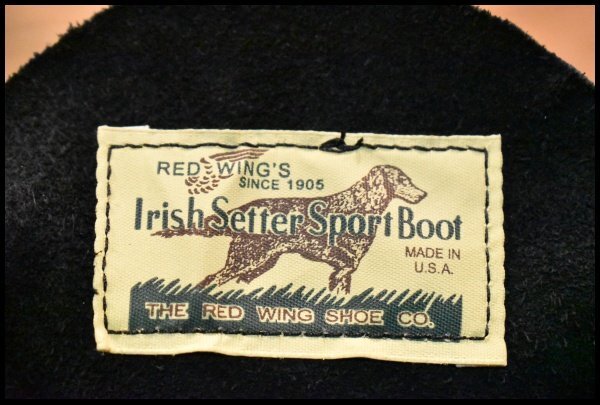 RED WING'S
SINCE 1905
Irish Setter Sport Boot
MADE IN
U.S.A.
THE RED WING SHOE CO.